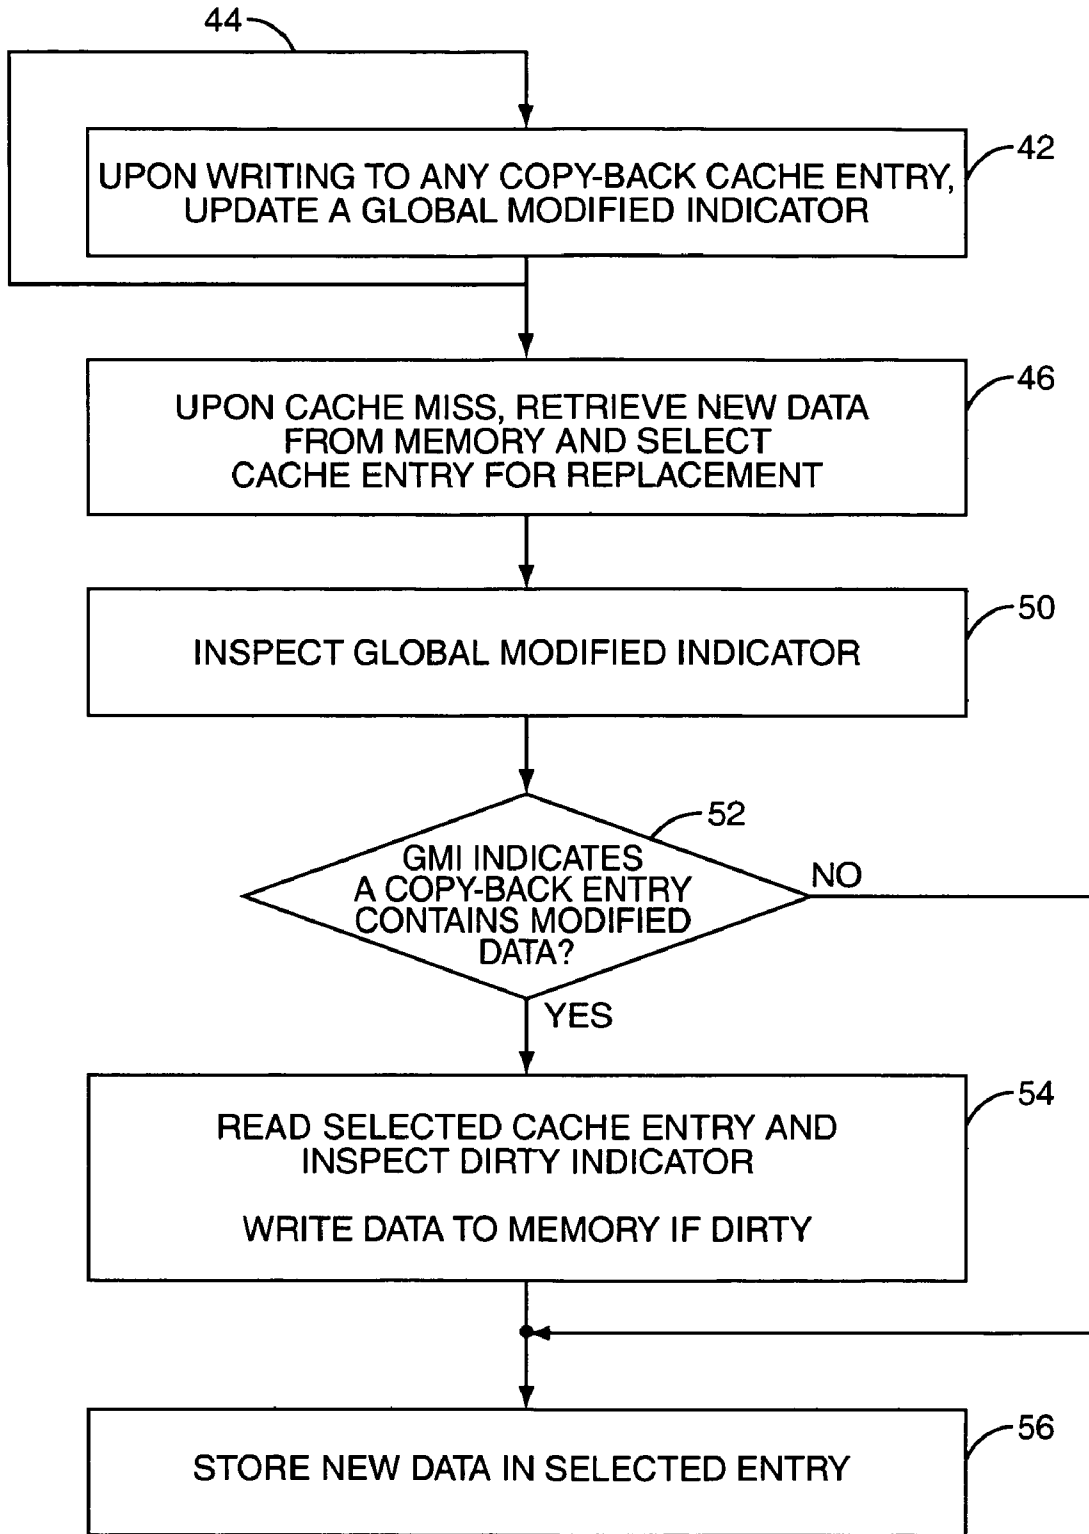 44
UPON WRITING TO ANY COPY-BACK CACHE ENTRY,
UPDATE A GLOBAL MODIFIED INDICATOR
42
UPON CACHE MISS, RETRIEVE NEW DATA
FROM MEMORY AND SELECT
CACHE ENTRY FOR REPLACEMENT
46
INSPECT GLOBAL MODIFIED INDICATOR
50
52
GMI INDICATES
A COPY-BACK ENTRY
CONTAINS MODIFIED
DATA?
NO
YES
READ SELECTED CACHE ENTRY AND
INSPECT DIRTY INDICATOR
WRITE DATA TO MEMORY IF DIRTY
54
STORE NEW DATA IN SELECTED ENTRY
56